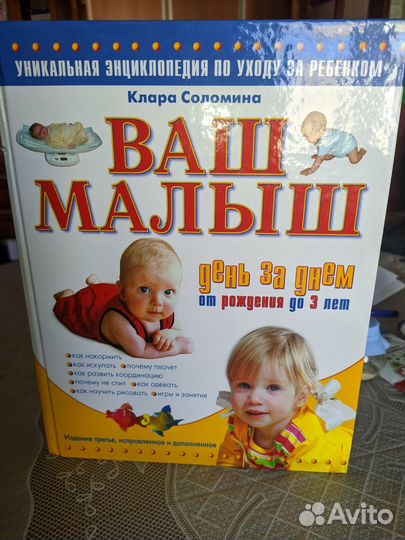 УНИКАЛЬНАЯ ЭНЦИКЛОПЕДИЯ ПО УХОДУ ЗА РЕБЕНКОМ
Клара Соломина
ВАШ
МАЛЫШ
день за днем
от рождения до 3 лет
как накормить
как искупать • почему плачет
как развить координацию
почему не спит • как одевать
как научить рисовать • игры и занятия
Издание третье, исправленное и дополненное
Avito